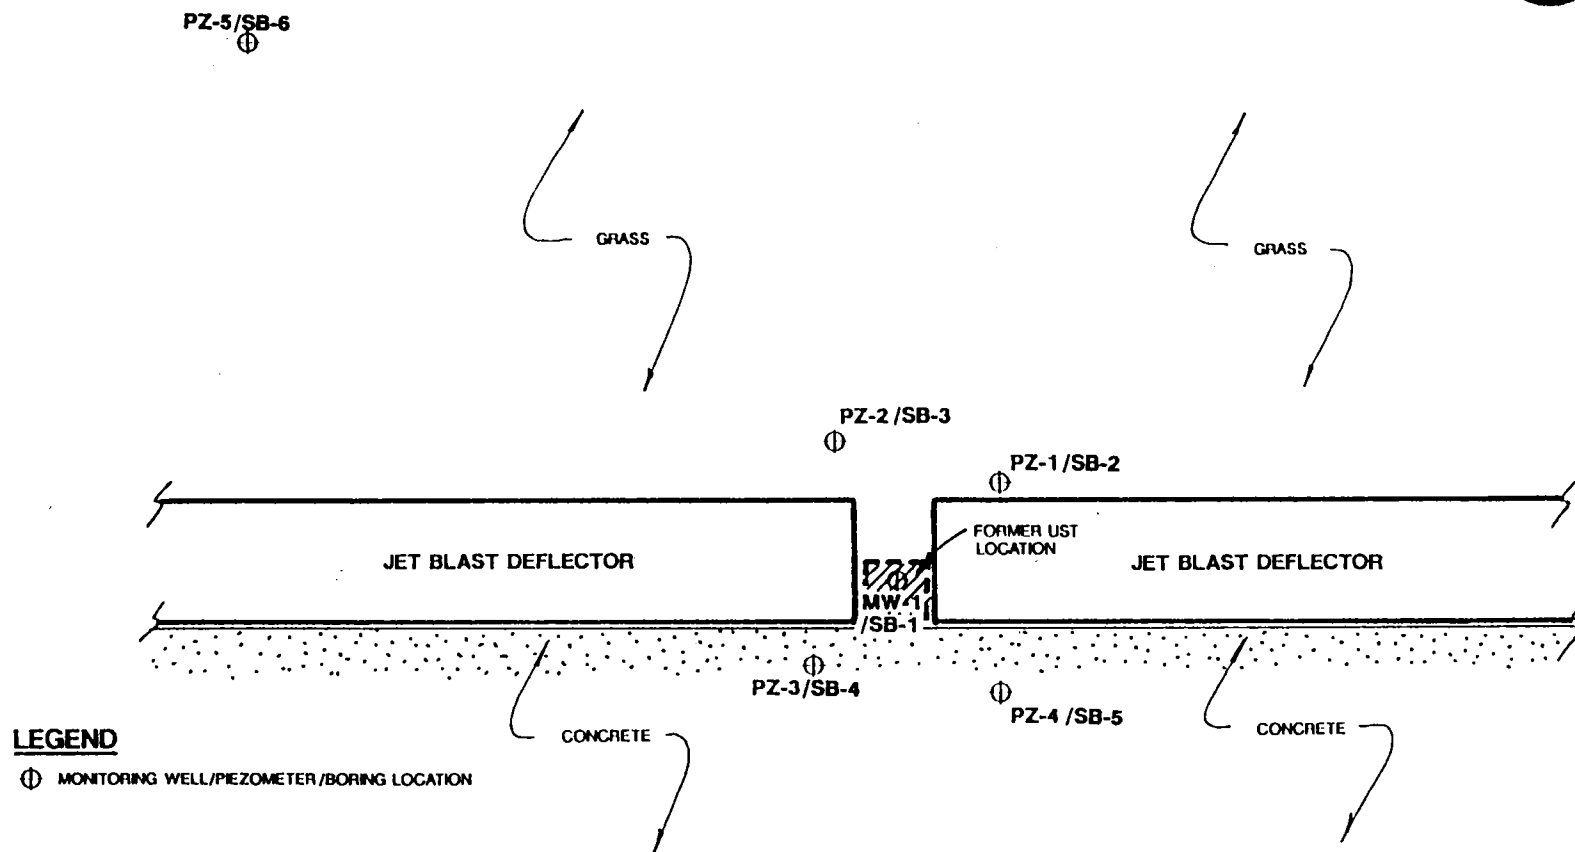 PZ-5/SB-6
GRASS
GRASS
PZ-2/SB-3
PZ-1/SB-2
FORMER UST
LOCATION
JET BLAST DEFLECTOR
JET BLAST DEFLECTOR
MW-1
/SB-1
PZ-3/SB-4
PZ-4/SB-5
CONCRETE
CONCRETE
LEGEND
MONITORING WELL/PIEZOMETER/BORING LOCATION